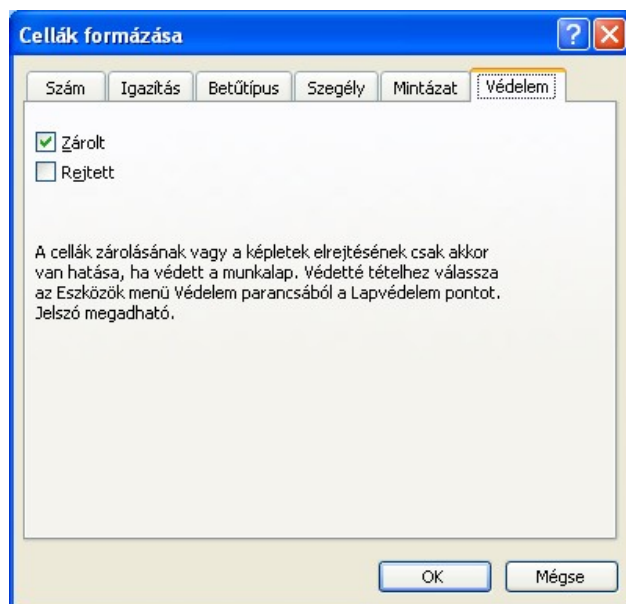 Cellák formázása
Szám Igazítás Betűtípus Szegély Mintázat Védelem
Zárolt
Rejtett
A cellák zárolásának vagy a képletek elrejtésének csak akkor
van hatása, ha védett a munkalap. Védetté tételhez válassza
az Eszközök menü Védelem parancsából a Lapvédelem pontot.
Jelszó megadható.
OK Mégse